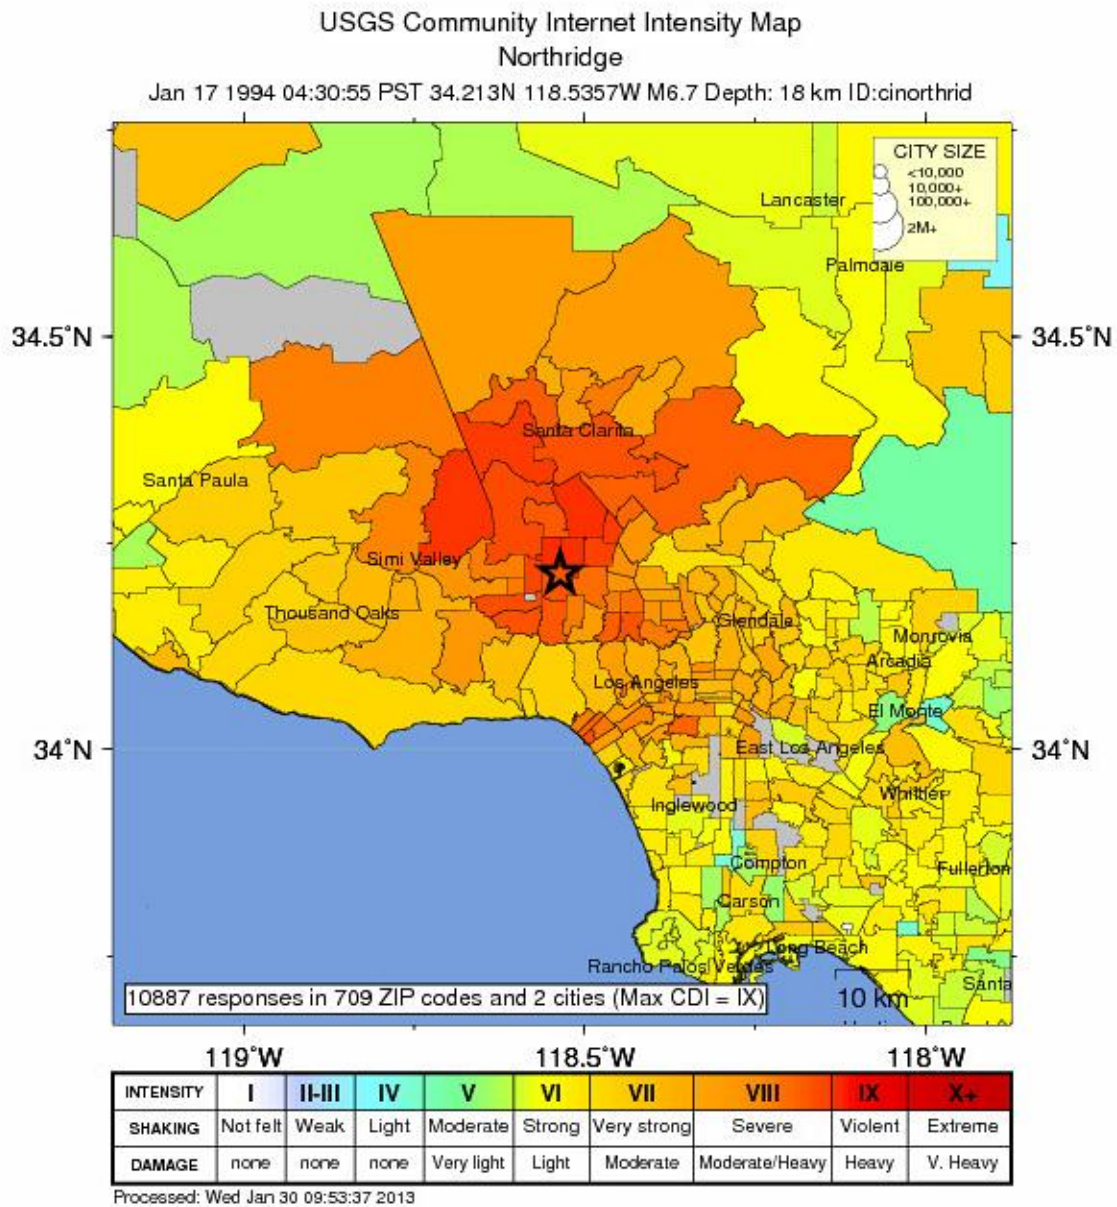 USGS Community Internet Intensity Map
Northridge
Jan 17 1994 04:30:55 PST 34.213N 118.5357W M6.7 Depth: 18 km ID:cinorthrid
CITY SIZE
<10,000
10,000+
100,000+
2M+
Lancaster
Palmdale
34.5°N
34.5°N
Santa Clarita
Santa Paula
Simi Valley
Thousand Oaks
Glendale
Monrovia
Arcadia
Los Angeles
El Monte
34°N
East Los Angeles
34°N
Whittier
Inglewood
Compton
Fullerton
Carson
Long Beach
Rancho Palos Verdes
Santa
10887 responses in 709 ZIP codes and 2 cities (Max CDI = IX)
10 km
119°W 118.5°W 118°W
INTENSITY I II-III IV V VI VII VIII IX X+
SHAKING Not felt Weak Light Moderate Strong Very strong Severe Violent Extreme
DAMAGE none none none Very light Light Moderate Moderate/Heavy Heavy V. Heavy
Processed: Wed Jan 30 09:53:37 2013